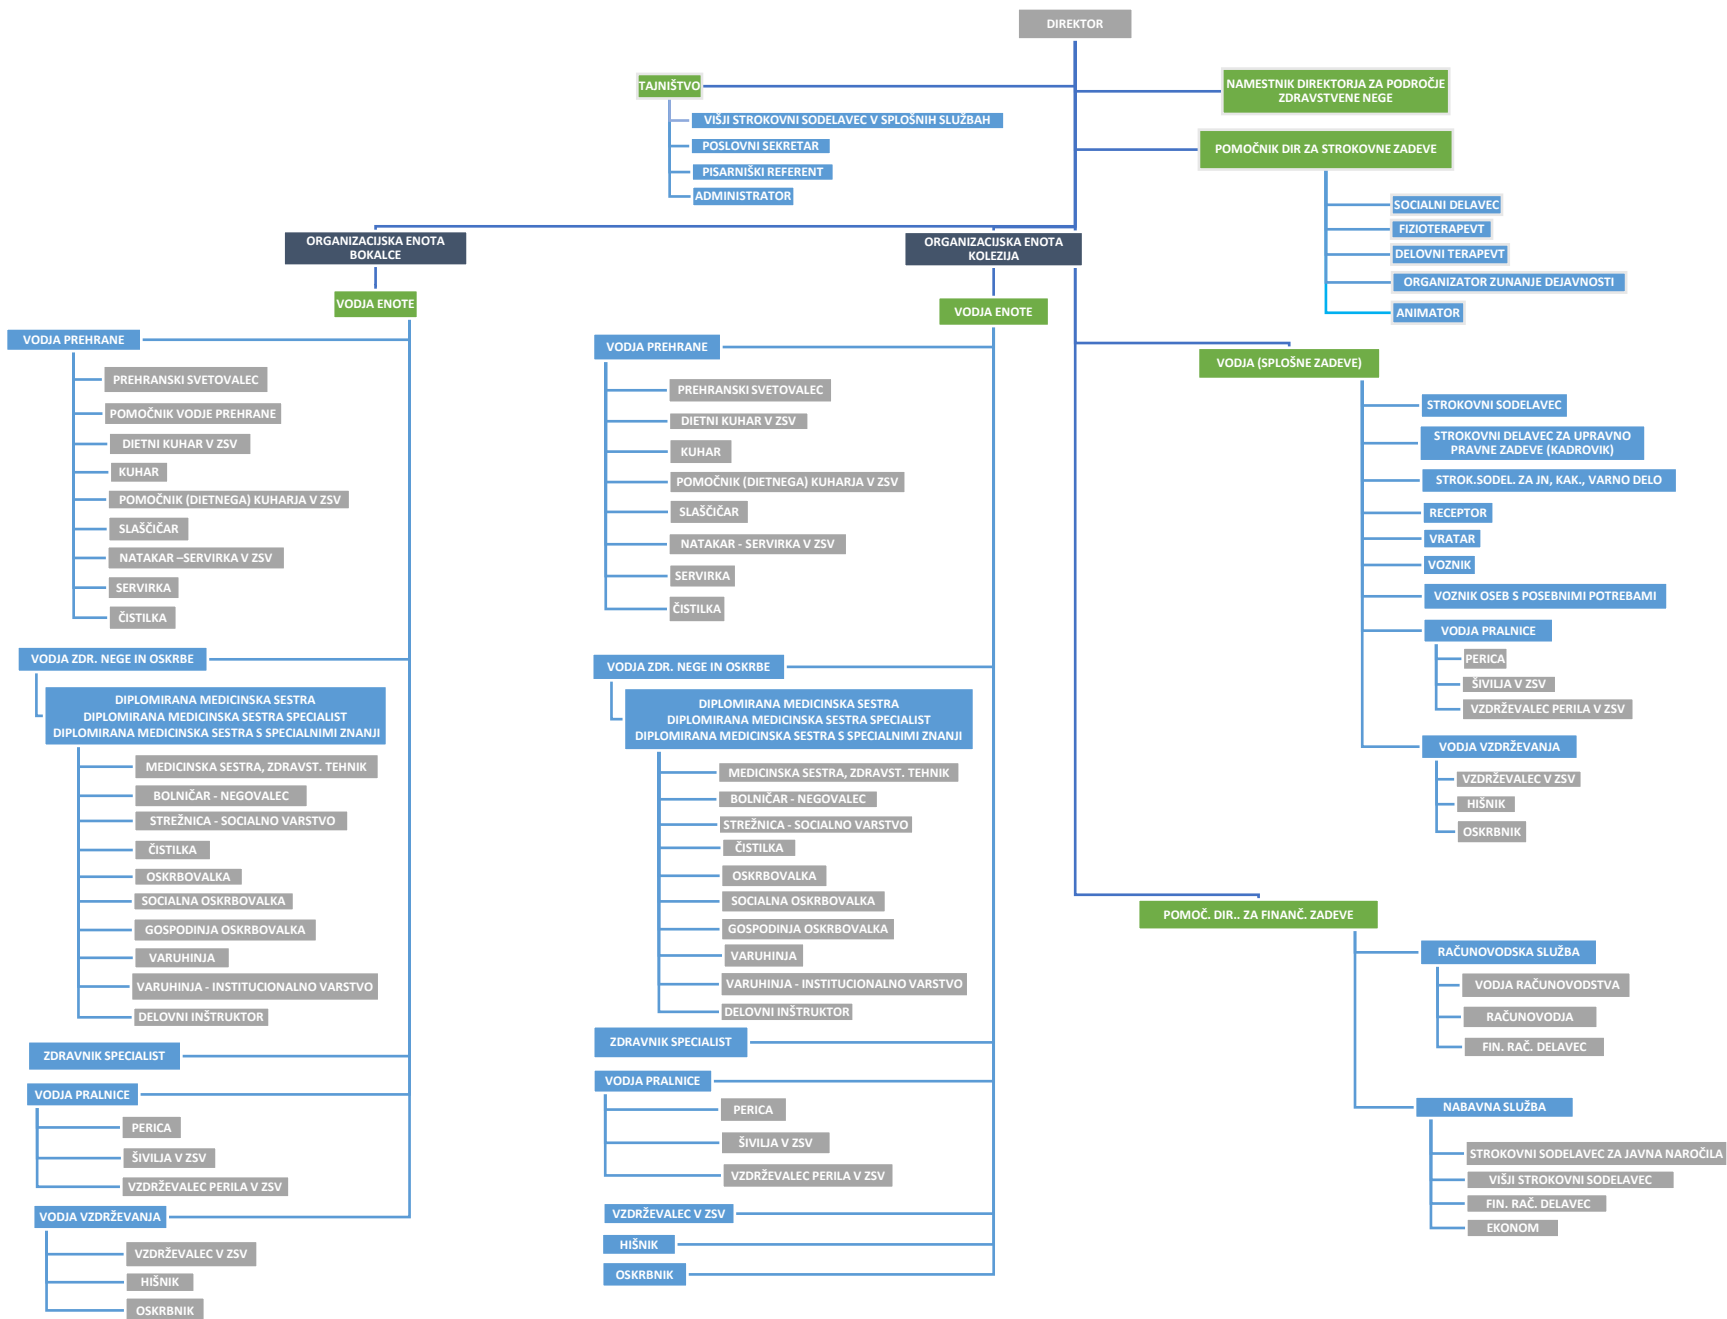 DIREKTOR
TAJNIŠTVO
VIŠJI STROKOVNI SODELAVEC V SPLOŠNIH SLUŽBAH
POSLOVNI SEKRETAR
PISARNIŠKI REFERENT
ADMINISTRATOR
NAMESTNIK DIREKTORJA ZA PODROČJE
ZDRAVSTVENE NEGE
POMOČNIK DIR ZA STROKOVNE ZADEVE
SOCIALNI DELAVEC
FIZIOTERAPEVT
DELOVNI TERAPEVT
ORGANIZATOR ZUNANJE DEJAVNOSTI
ANIMATOR
ORGANIZACIJSKA ENOTA
BOKALCE
VODJA ENOTE
VODJA PREHRANE
PREHRANSKI SVETOVALEC
POMOČNIK VODJE PREHRANE
DIETNI KUHAR V ZSV
KUHAR
POMOČNIK (DIETNEGA) KUHARJA V ZSV
SLAŠČIČAR
NATAKAR –SERVIRKA V ZSV
SERVIRKA
ČISTILKA
VODJA ZDR. NEGE IN OSKRBE
DIPLOMIRANA MEDICINSKA SESTRA
DIPLOMIRANA MEDICINSKA SESTRA SPECIALIST
DIPLOMIRANA MEDICINSKA SESTRA S SPECIALNIMI ZNANJI
MEDICINSKA SESTRA, ZDRAVST. TEHNIK
BOLNIČAR - NEGOVALEC
STREŽNICA - SOCIALNO VARSTVO
ČISTILKA
OSKRBOVALKA
SOCIALNA OSKRBOVALKA
GOSPODINJA OSKRBOVALKA
VARUHINJA
VARUHINJA - INSTITUCIONALNO VARSTVO
DELOVNI INŠTRUKTOR
ZDRAVNIK SPECIALIST
VODJA PRALNICE
PERICA
ŠIVILJA V ZSV
VZDRŽEVALEC PERILA V ZSV
VODJA VZDRŽEVANJA
VZDRŽEVALEC V ZSV
HIŠNIK
OSKRBNIK
ORGANIZACIJSKA ENOTA
KOLEZIJA
VODJA ENOTE
VODJA PREHRANE
PREHRANSKI SVETOVALEC
DIETNI KUHAR V ZSV
KUHAR
POMOČNIK (DIETNEGA) KUHARJA V ZSV
SLAŠČIČAR
NATAKAR - SERVIRKA V ZSV
SERVIRKA
ČISTILKA
VODJA ZDR. NEGE IN OSKRBE
DIPLOMIRANA MEDICINSKA SESTRA
DIPLOMIRANA MEDICINSKA SESTRA SPECIALIST
DIPLOMIRANA MEDICINSKA SESTRA S SPECIALNIMI ZNANJI
MEDICINSKA SESTRA, ZDRAVST. TEHNIK
BOLNIČAR - NEGOVALEC
STREŽNICA - SOCIALNO VARSTVO
ČISTILKA
OSKRBOVALKA
SOCIALNA OSKRBOVALKA
GOSPODINJA OSKRBOVALKA
VARUHINJA
VARUHINJA - INSTITUCIONALNO VARSTVO
DELOVNI INŠTRUKTOR
ZDRAVNIK SPECIALIST
VODJA PRALNICE
PERICA
ŠIVILJA V ZSV
VZDRŽEVALEC PERILA V ZSV
VZDRŽEVALEC V ZSV
HIŠNIK
OSKRBNIK
VODJA (SPLOŠNE ZADEVE)
STROKOVNI SODELAVEC
STROKOVNI DELAVEC ZA UPRAVNO
PRAVNE ZADEVE (KADROVIK)
STROK.SODEL. ZA JN, KAK., VARNO DELO
RECEPTOR
VRATAR
VOZNIK
VOZNIK OSEB S POSEBNIMI POTREBAMI
VODJA PRALNICE
PERICA
ŠIVILJA V ZSV
VZDRŽEVALEC PERILA V ZSV
VODJA VZDRŽEVANJA
VZDRŽEVALEC V ZSV
HIŠNIK
OSKRBNIK
POMOČ. DIR.. ZA FINANČ. ZADEVE
RAČUNOVODSKA SLUŽBA
VODJA RAČUNOVODSTVA
RAČUNOVODJA
FIN. RAČ. DELAVEC
NABAVNA SLUŽBA
STROKOVNI SODELAVEC ZA JAVNA NAROČILA
VIŠJI STROKOVNI SODELAVEC
FIN. RAČ. DELAVEC
EKONOM